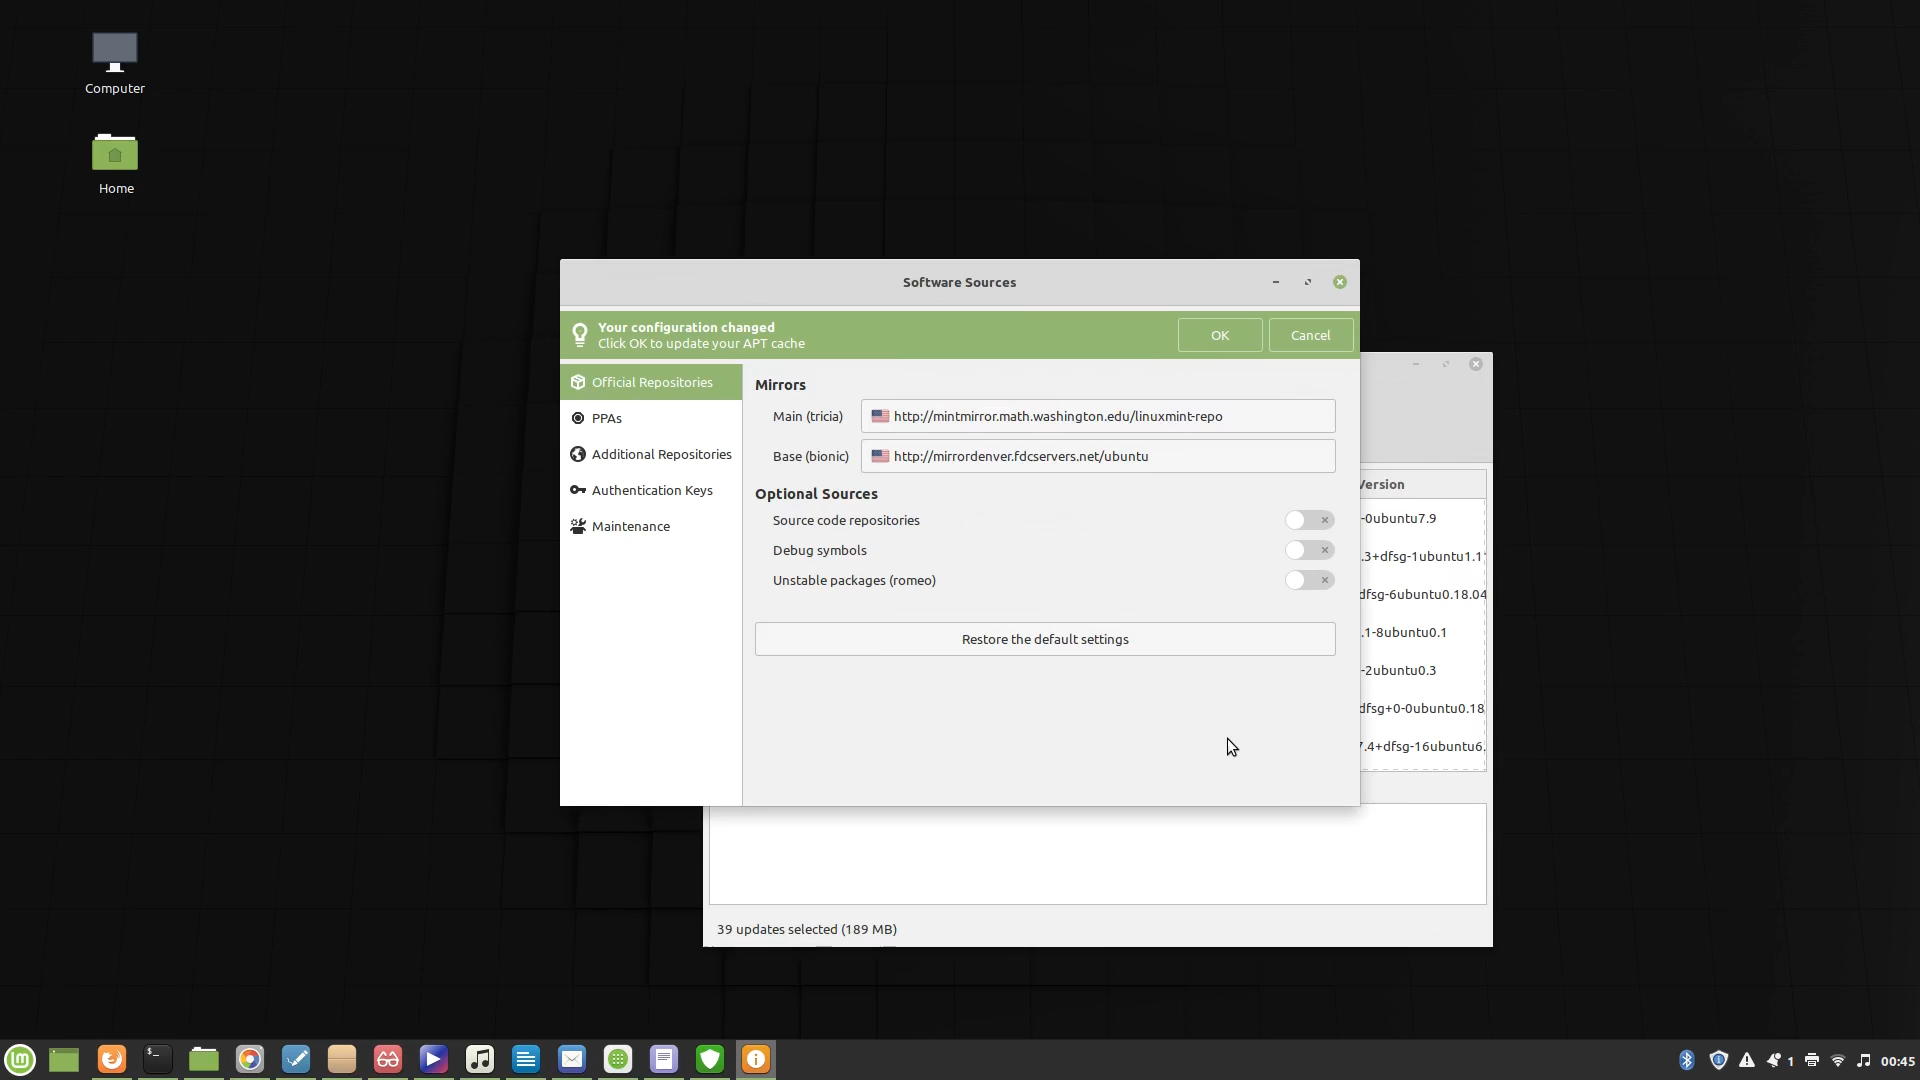 Computer
Home
Software Sources
Your configuration changed
Click OK to update your APT cache
OK
Cancel
Official Repositories
PPAs
Additional Repositories
Authentication Keys
Maintenance
Mirrors
Main (tricia)
http://mintmirror.math.washington.edu/linuxmint-repo
Base (bionic)
http://mirrordenver.fdcservers.net/ubuntu
Optional Sources
Source code repositories
Debug symbols
Unstable packages (romeo)
Restore the default settings
Version
-0ubuntu7.9
.3+dfsg-1ubuntu1.1
dfsg-6ubuntu0.18.04
.1-8ubuntu0.1
-2ubuntu0.3
dfsg+0-0ubuntu0.18
7.4+dfsg-16ubuntu6.
39 updates selected (189 MB)
1
00:45